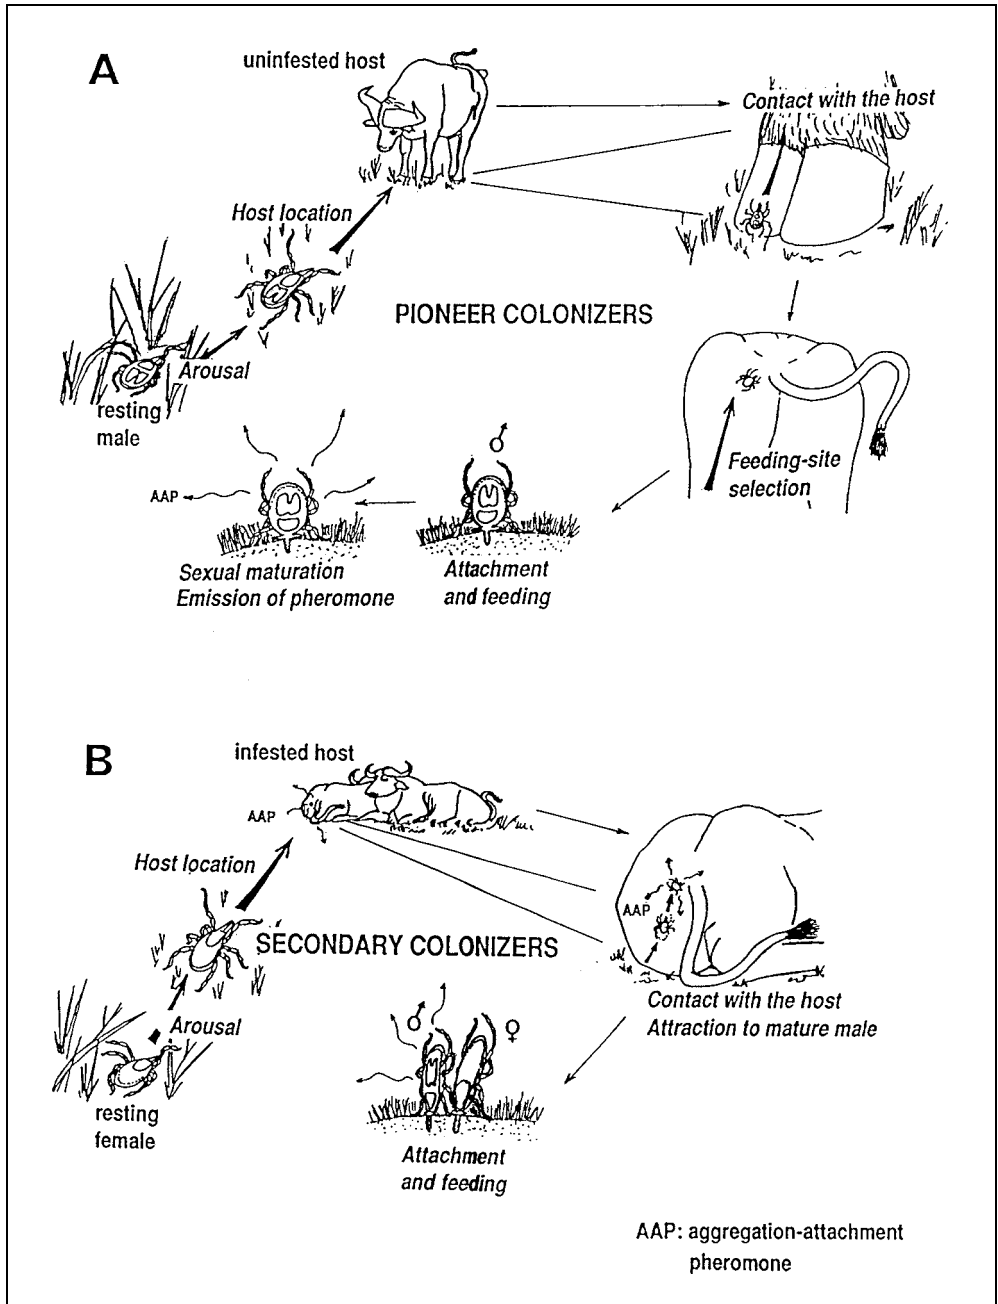 A
uninfested host
Contact with the host
Host location
PIONEER COLONIZERS
Arousal
resting
male
Feeding-site
selection
♂
AAP
Sexual maturation
Emission of pheromone
Attachment
and feeding
B
infested host
AAP
Host location
AAP
SECONDARY COLONIZERS
Contact with the host
Attraction to mature male
Arousal
♂
♀
resting
female
Attachment
and feeding
AAP: aggregation-attachment
pheromone